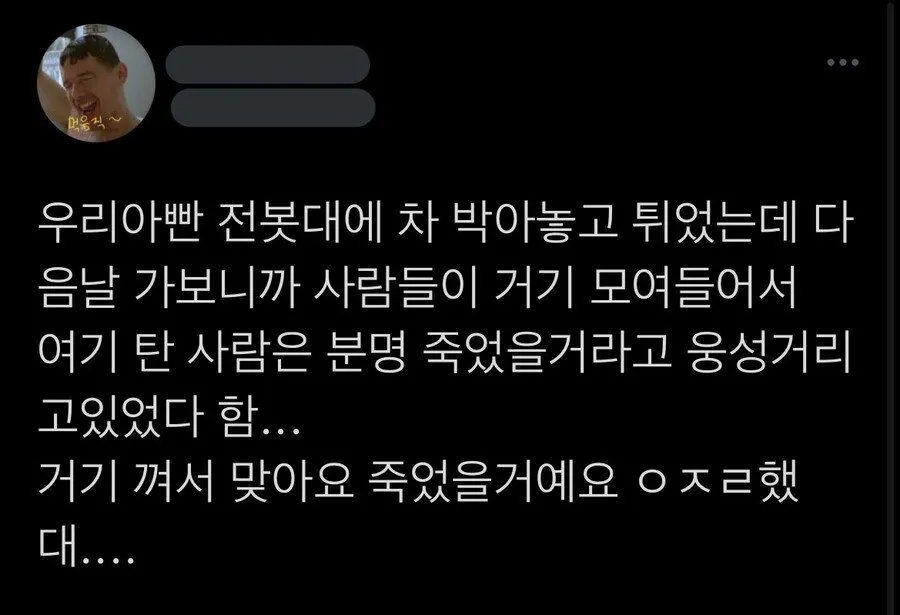 먹음직~
우리아빤 전봇대에 차 박아놓고 튀었는데 다
음날 가보니까 사람들이 거기 모여들어서
여기 탄 사람은 분명 죽었을거라고 웅성거리
고있었다 함...
거기 껴서 맞아요 죽었을거예요 ㅇㅈㄹ했
대....